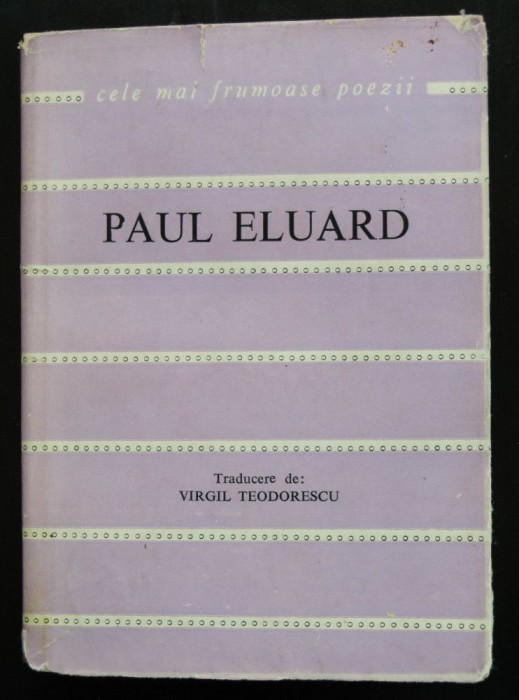 cele mai frumoase poezii
PAUL ELUARD
Traducere de:
VIRGIL TEODORESCU